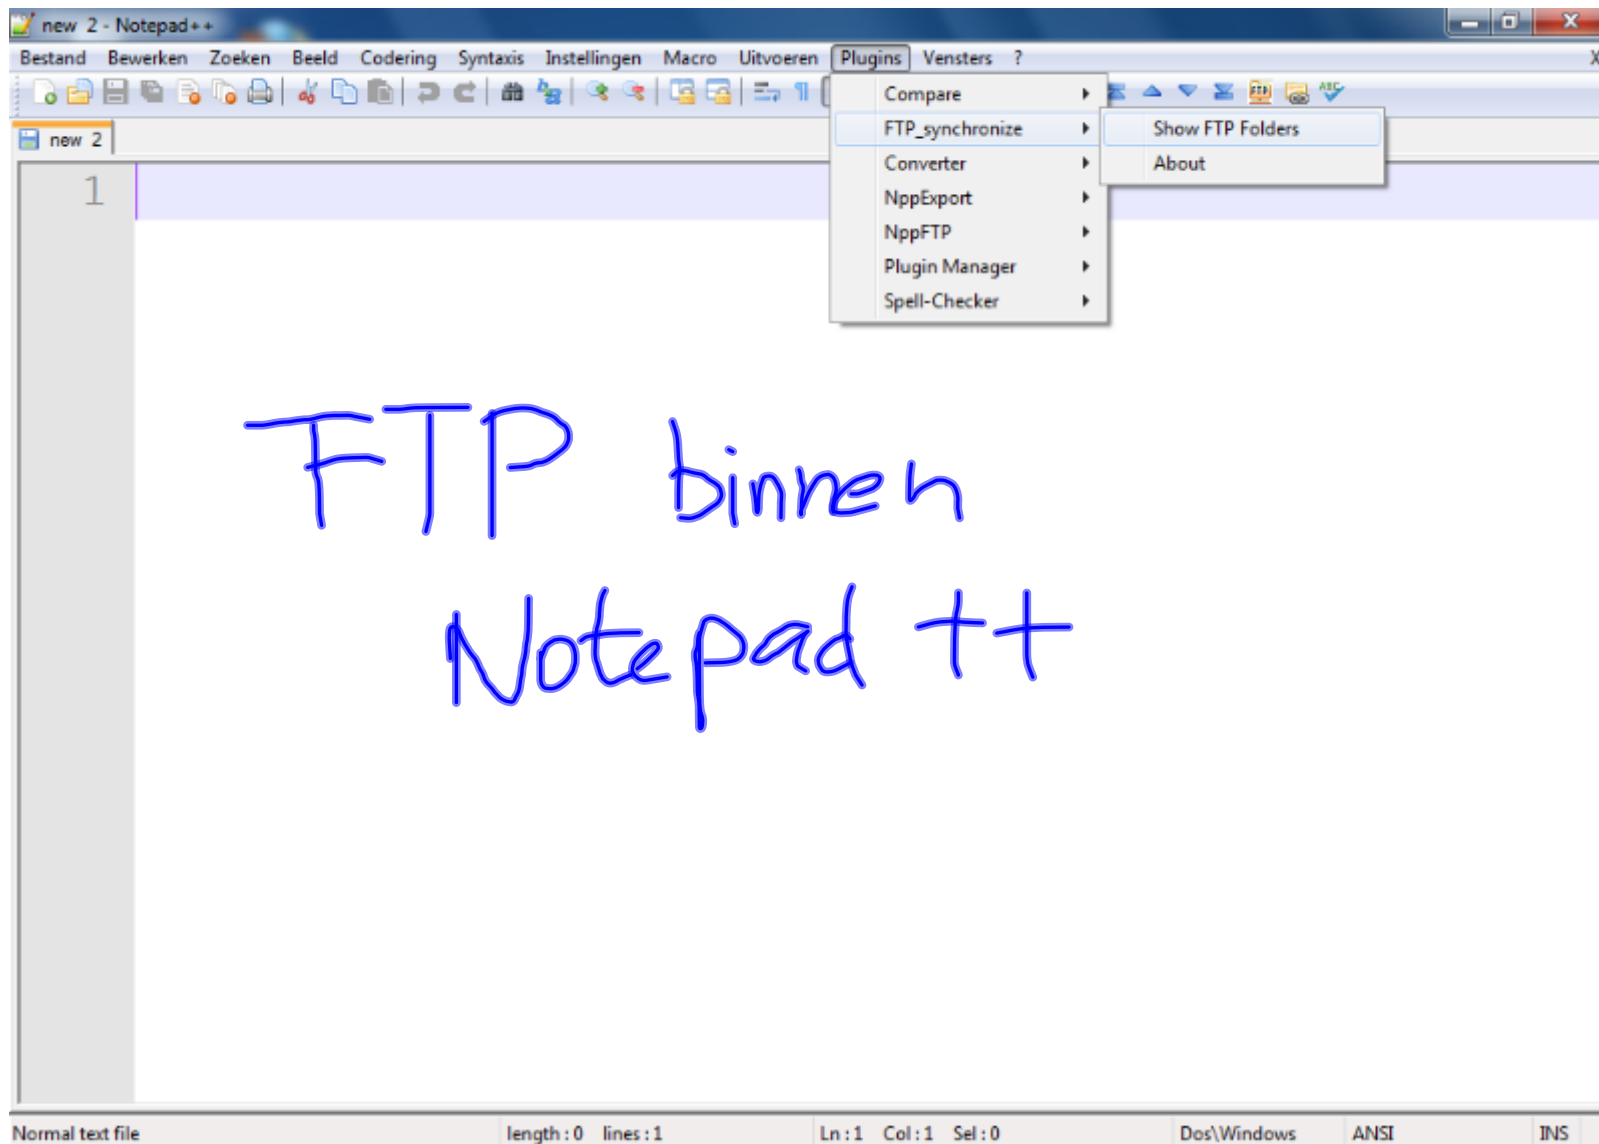 new 2 - Notepad++
Bestand Bewerken Zoeken Beeld Codering Syntaxis Instellingen Macro Uitvoeren Plugins Vensters ? X
new 2
1
Compare
FTP_synchronize
Converter
NppExport
NppFTP
Plugin Manager
Spell-Checker
Show FTP Folders
About
FTP binnen
Notepad ++
Normal text file length : 0 lines : 1 Ln : 1 Col : 1 Sel : 0 Dos\Windows ANSI INS